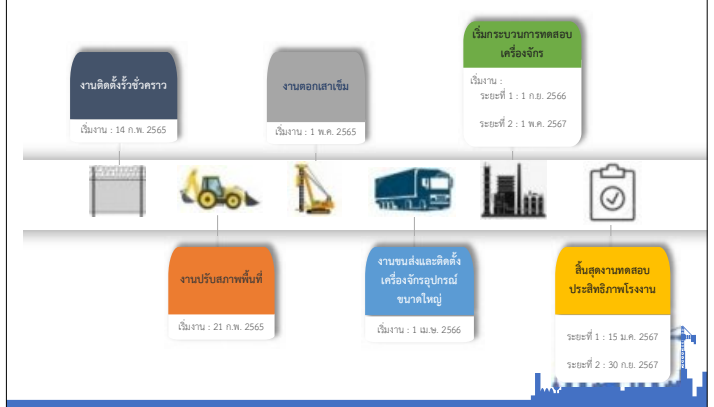 งานติดตั้งรั้วชั่วคราว
เริ่มงาน : 14 ก.พ. 2565
งานตอกเสาเข็ม
เริ่มงาน : 1 พ.ค. 2565
เริ่มกระบวนการทดสอบ
เครื่องจักร
เริ่มงาน :
ระยะที่ 1 : 1 ก.ย. 2566
ระยะที่ 2 : 1 พ.ค. 2567
งานปรับสภาพพื้นที่
เริ่มงาน : 21 ก.พ. 2565
งานขนส่งและติดตั้ง
เครื่องจักรอุปกรณ์
ขนาดใหญ่
เริ่มงาน : 1 เม.ษ. 2566
สิ้นสุดงานทดสอบ
ประสิทธิภาพโรงงาน
ระยะที่ 1 : 15 ม.ค. 2567
ระยะที่ 2 : 30 ก.ย. 2567